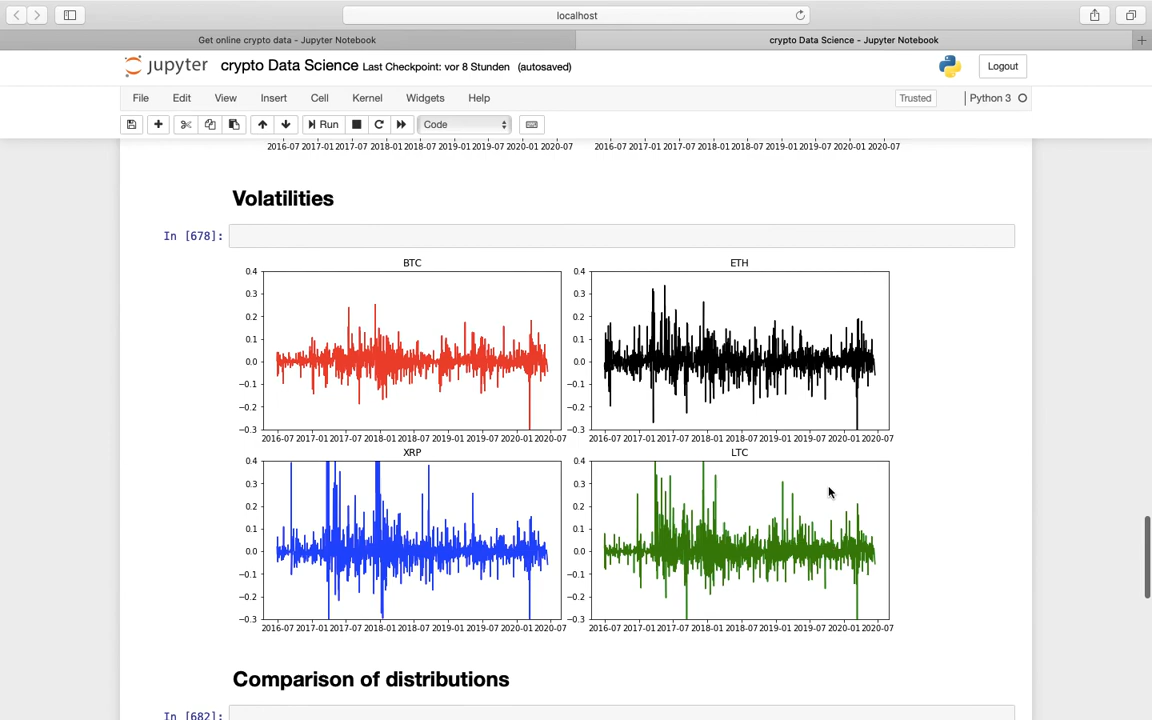 localhost
Get online crypto data - Jupyter Notebook
crypto Data Science - Jupyter Notebook
jupyter crypto Data Science Last Checkpoint: vor 8 Stunden (autosaved)
Logout
File Edit View Insert Cell Kernel Widgets Help
Trusted Python 3
Run Code
2016-07 2017-01 2017-07 2018-01 2018-07 2019-01 2019-07 2020-01 2020-07 2016-07 2017-01 2017-07 2018-01 2018-07 2019-01 2019-07 2020-01 2020-07
Volatilities
In [678]:
BTC
0.4
0.3
0.2
0.1
0.0
−0.1
−0.2
−0.3
2016-07 2017-01 2017-07 2018-01 2018-07 2019-01 2019-07 2020-01 2020-07
ETH
0.4
0.3
0.2
0.1
0.0
−0.1
−0.2
−0.3
2016-07 2017-01 2017-07 2018-01 2018-07 2019-01 2019-07 2020-01 2020-07
XRP
0.4
0.3
0.2
0.1
0.0
−0.1
−0.2
−0.3
2016-07 2017-01 2017-07 2018-01 2018-07 2019-01 2019-07 2020-01 2020-07
LTC
0.4
0.3
0.2
0.1
0.0
−0.1
−0.2
−0.3
2016-07 2017-01 2017-07 2018-01 2018-07 2019-01 2019-07 2020-01 2020-07
Comparison of distributions
In [682]: